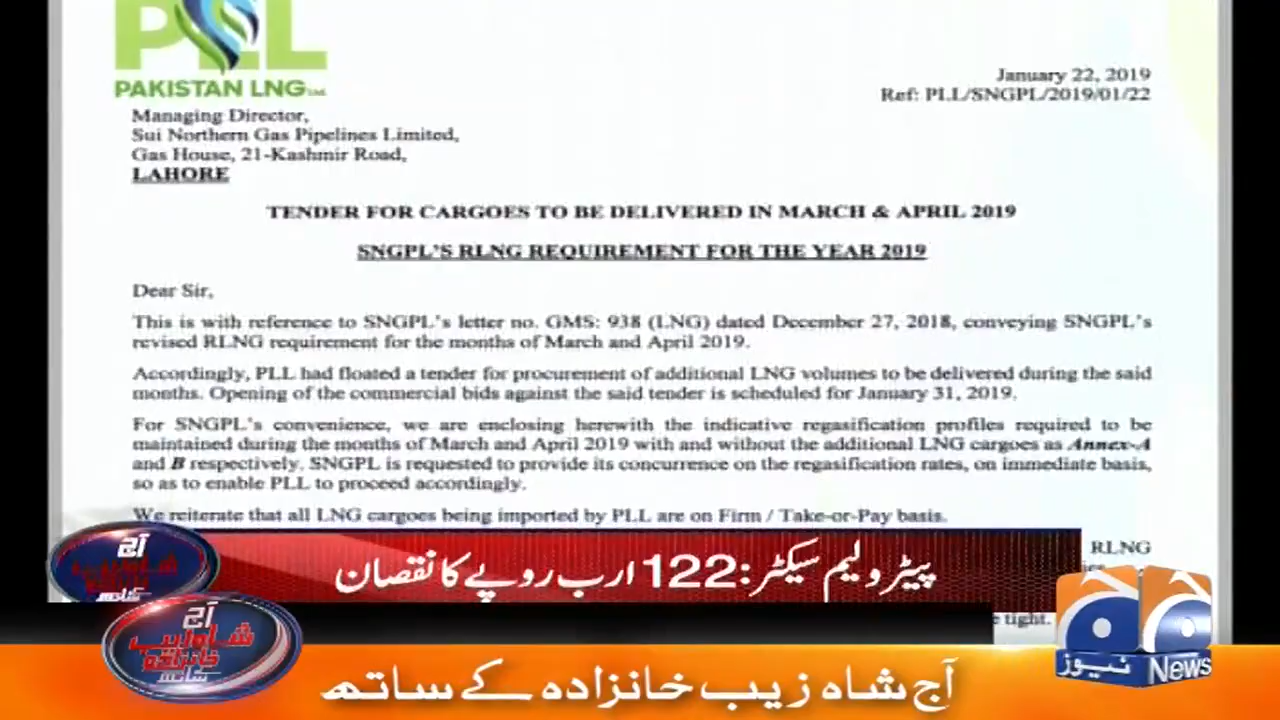 PLL
PAKISTAN LNG Ltd.
January 22, 2019
Ref: PLL/SNGPL/2019/01/22
Managing Director,
Sui Northern Gas Pipelines Limited,
Gas House, 21-Kashmir Road,
LAHORE
TENDER FOR CARGOES TO BE DELIVERED IN MARCH & APRIL 2019
SNGPL'S RLNG REQUIREMENT FOR THE YEAR 2019
Dear Sir,
This is with reference to SNGPL's letter no. GMS: 938 (LNG) dated December 27, 2018, conveying SNGPL's
revised RLNG requirement for the months of March and April 2019.
Accordingly, PLL had floated a tender for procurement of additional LNG volumes to be delivered during the said
months. Opening of the commercial bids against the said tender is scheduled for January 31, 2019.
For SNGPL's convenience, we are enclosing herewith the indicative regasification profiles required to be
maintained during the months of March and April 2019 with and without the additional LNG cargoes as Annex-A
and B respectively. SNGPL is requested to provide its concurrence on the regasification rates, on immediate basis,
so as to enable PLL to proceed accordingly.
We reiterate that all LNG cargoes being imported by PLL are on Firm / Take-or-Pay basis.
RLNG
tight.
پیٹرولیم سیکٹر: 122 ارب روپے کا نقصان
آج
شاہزیب
خانزادہ
کے ساتھ
آج
شاہزیب
خانزادہ
کے ساتھ
آج شاہ زیب خانزادہ کے ساتھ
جیو
نیوز News